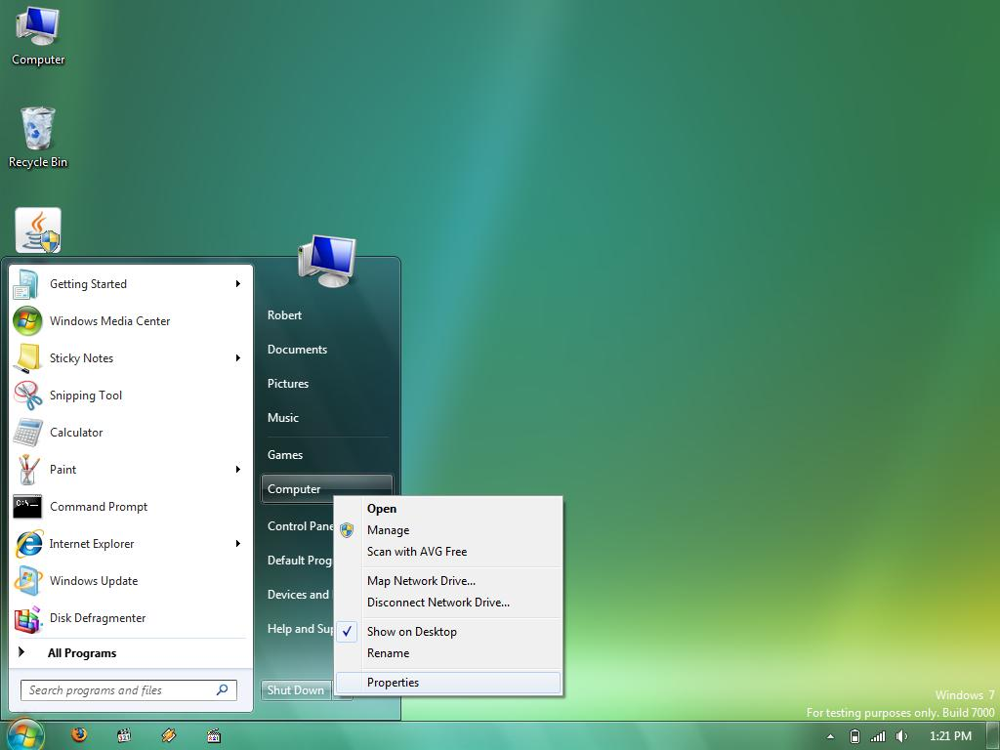 Computer
Recycle Bin
Getting Started
Windows Media Center
Sticky Notes
Snipping Tool
Calculator
Paint
Command Prompt
Internet Explorer
Windows Update
Disk Defragmenter
All Programs
Search programs and files
Robert
Documents
Pictures
Music
Games
Computer
Control Pane
Default Prog
Devices and
Help and Sup
Shut Down
Open
Manage
Scan with AVG Free
Map Network Drive...
Disconnect Network Drive...
Show on Desktop
Rename
Properties
Windows 7
For testing purposes only. Build 7000
1:21 PM